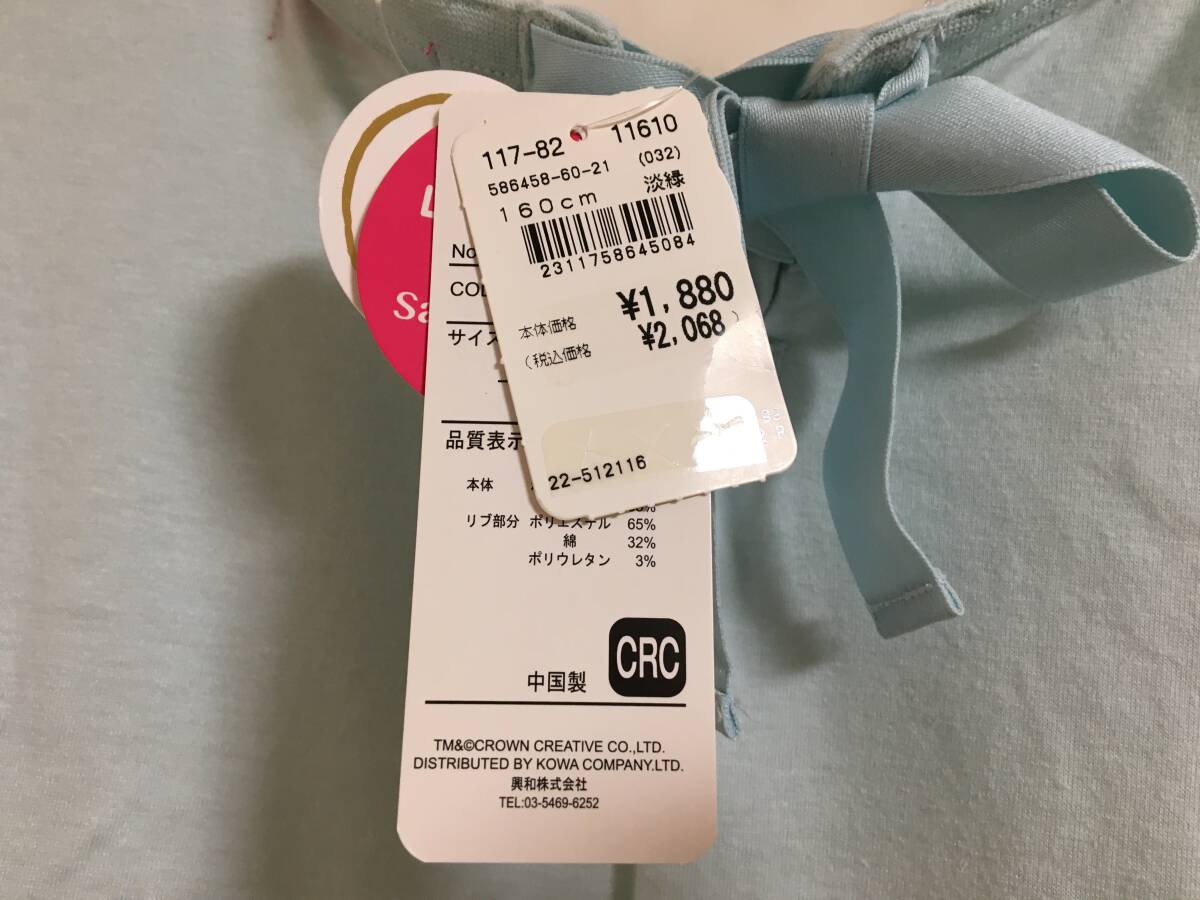 117-82 11610
586458-60-21 (032)
160cm 淡緑
2311758645084
本体価格 ¥1,880
(税込価格 ¥2,068)
22-512116
No
サイズ
品質表示
本体
リブ部分 ポリエステル 65%
綿 32%
ポリウレタン 3%
CRC
中国製
TM&©CROWN CREATIVE CO.,LTD.
DISTRIBUTED BY KOWA COMPANY.LTD.
興和株式会社
TEL:03-5469-6252